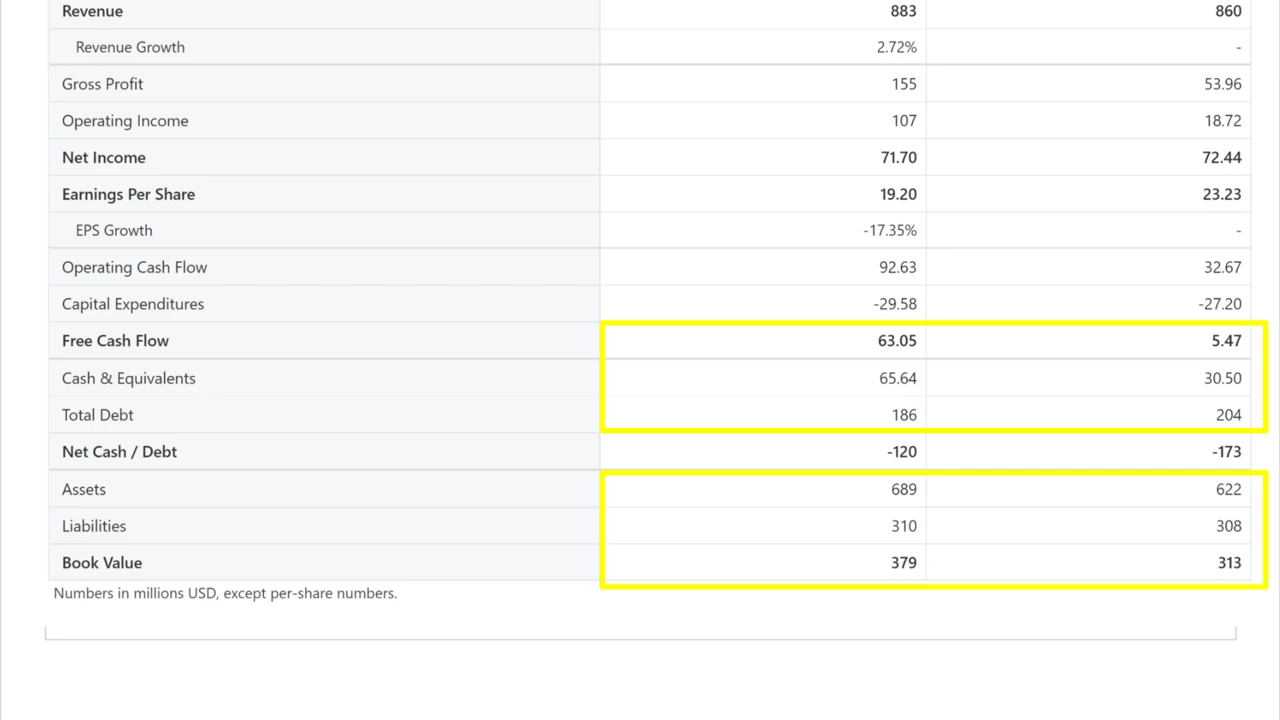 Revenue 883 860
Revenue Growth 2.72% -
Gross Profit 155 53.96
Operating Income 107 18.72
Net Income 71.70 72.44
Earnings Per Share 19.20 23.23
EPS Growth -17.35% -
Operating Cash Flow 92.63 32.67
Capital Expenditures -29.58 -27.20
Free Cash Flow 63.05 5.47
Cash & Equivalents 65.64 30.50
Total Debt 186 204
Net Cash / Debt -120 -173
Assets 689 622
Liabilities 310 308
Book Value 379 313
Numbers in millions USD, except per-share numbers.